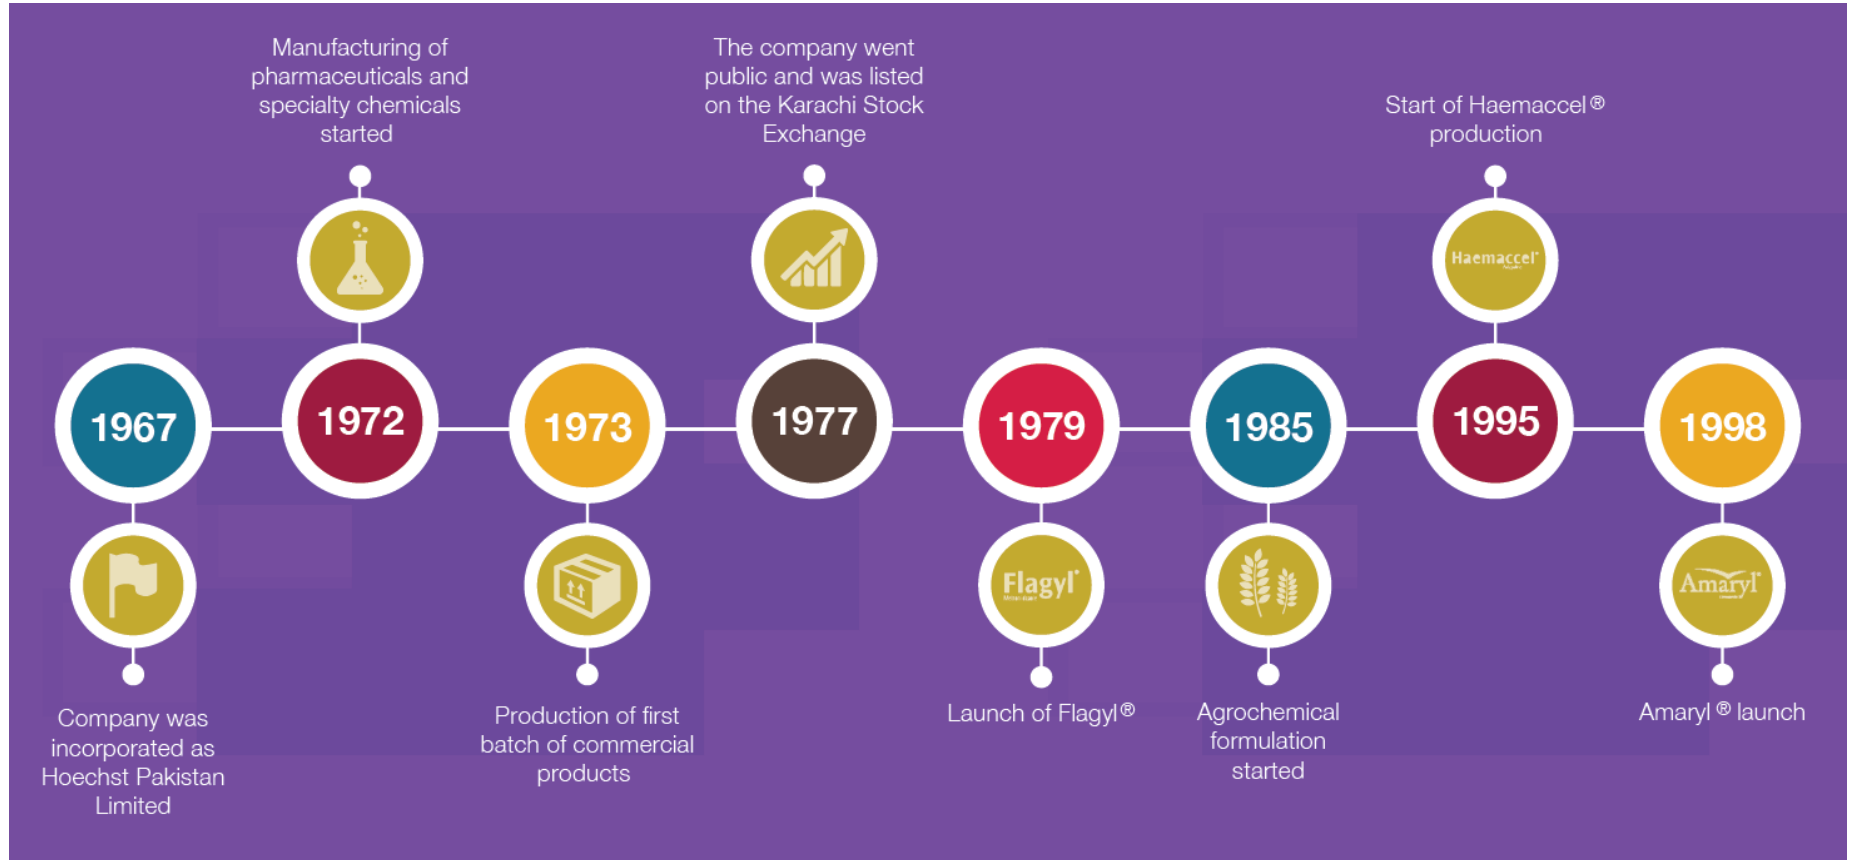 Manufacturing of
pharmaceuticals and
specialty chemicals
started
The company went
public and was listed
on the Karachi Stock
Exchange
Start of Haemaccel®
production
Haemaccel®
1967
1972
1973
1977
1979
1985
1995
1998
Flagyl®
Amaryl®
Company was
incorporated as
Hoechst Pakistan
Limited
Production of first
batch of commercial
products
Launch of Flagyl®
Agrochemical
formulation
started
Amaryl® launch